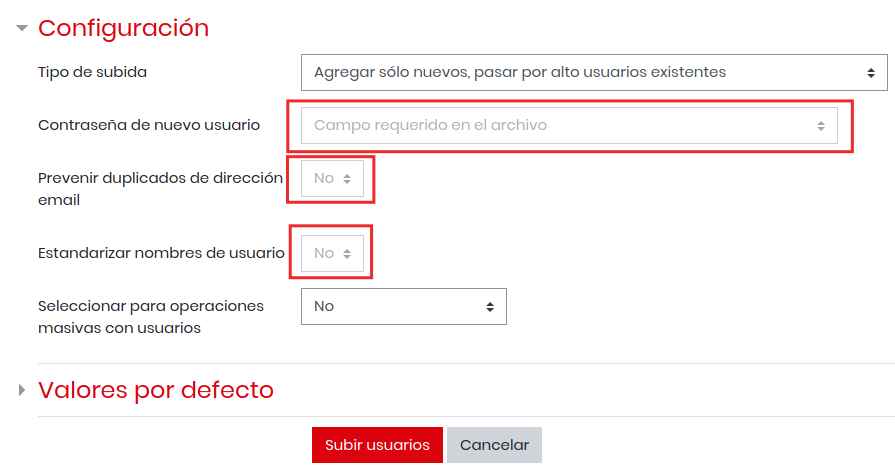 Configuración
Tipo de subida
Agregar sólo nuevos, pasar por alto usuarios existentes
Contraseña de nuevo usuario
Campo requerido en el archivo
Prevenir duplicados de dirección
email
No
Estandarizar nombres de usuario
No
Seleccionar para operaciones
masivas con usuarios
No
Valores por defecto
Subir usuarios
Cancelar